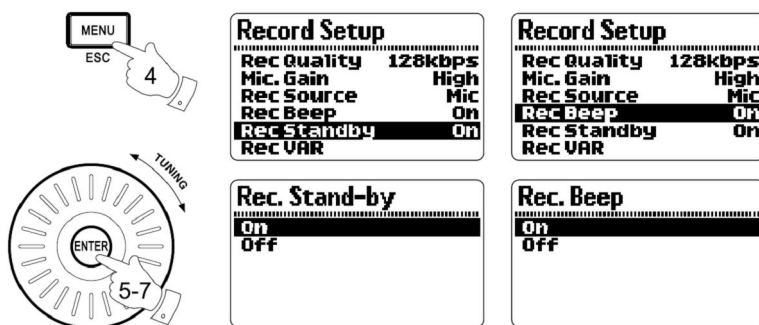 MENU
ESC
4
TUNING
ENTER
5-7
Record Setup
Rec Quality 128kbps
Mic. Gain High
Rec Source Mic
Rec Beep On
Rec Standby On
Rec VAR
Record Setup
Rec Quality 128kbps
Mic. Gain High
Rec Source Mic
Rec Beep On
Rec Standby On
Rec VAR
Rec. Stand-by
On
Off
Rec. Beep
On
Off